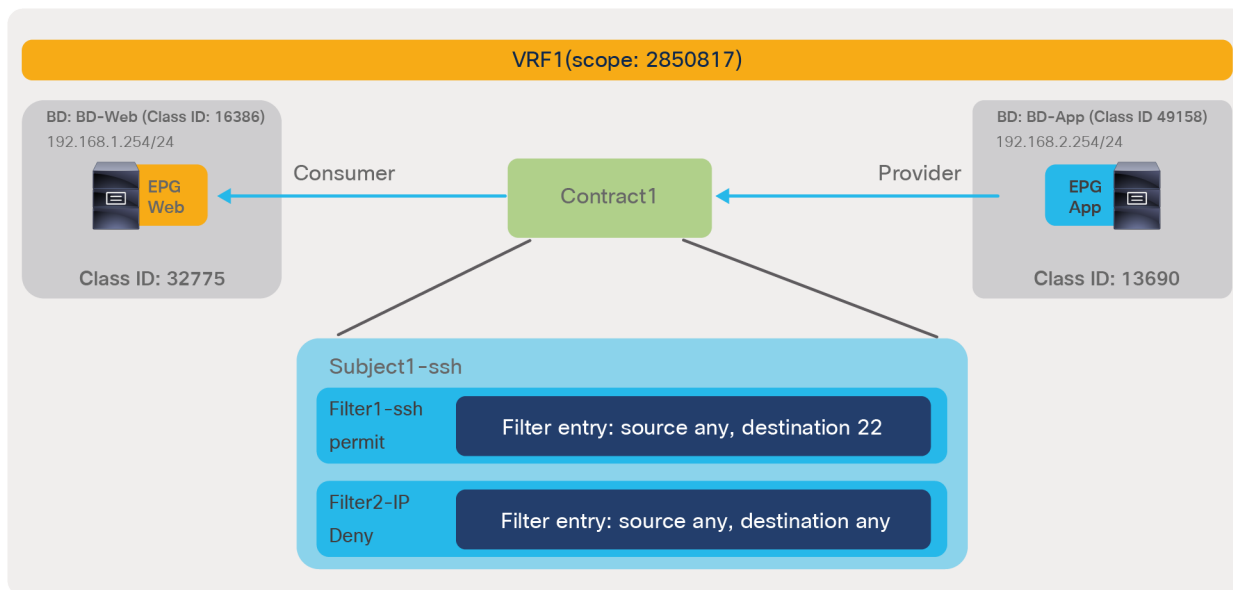 VRF1(scope: 2850817)
BD: BD-Web (Class ID: 16386)
192.168.1.254/24
EPG
Web
Class ID: 32775
Consumer
Contract1
Provider
BD: BD-App (Class ID 49158)
192.168.2.254/24
EPG
App
Class ID: 13690
Subject1-ssh
Filter1-ssh
permit
Filter entry: source any, destination 22
Filter2-IP
Deny
Filter entry: source any, destination any